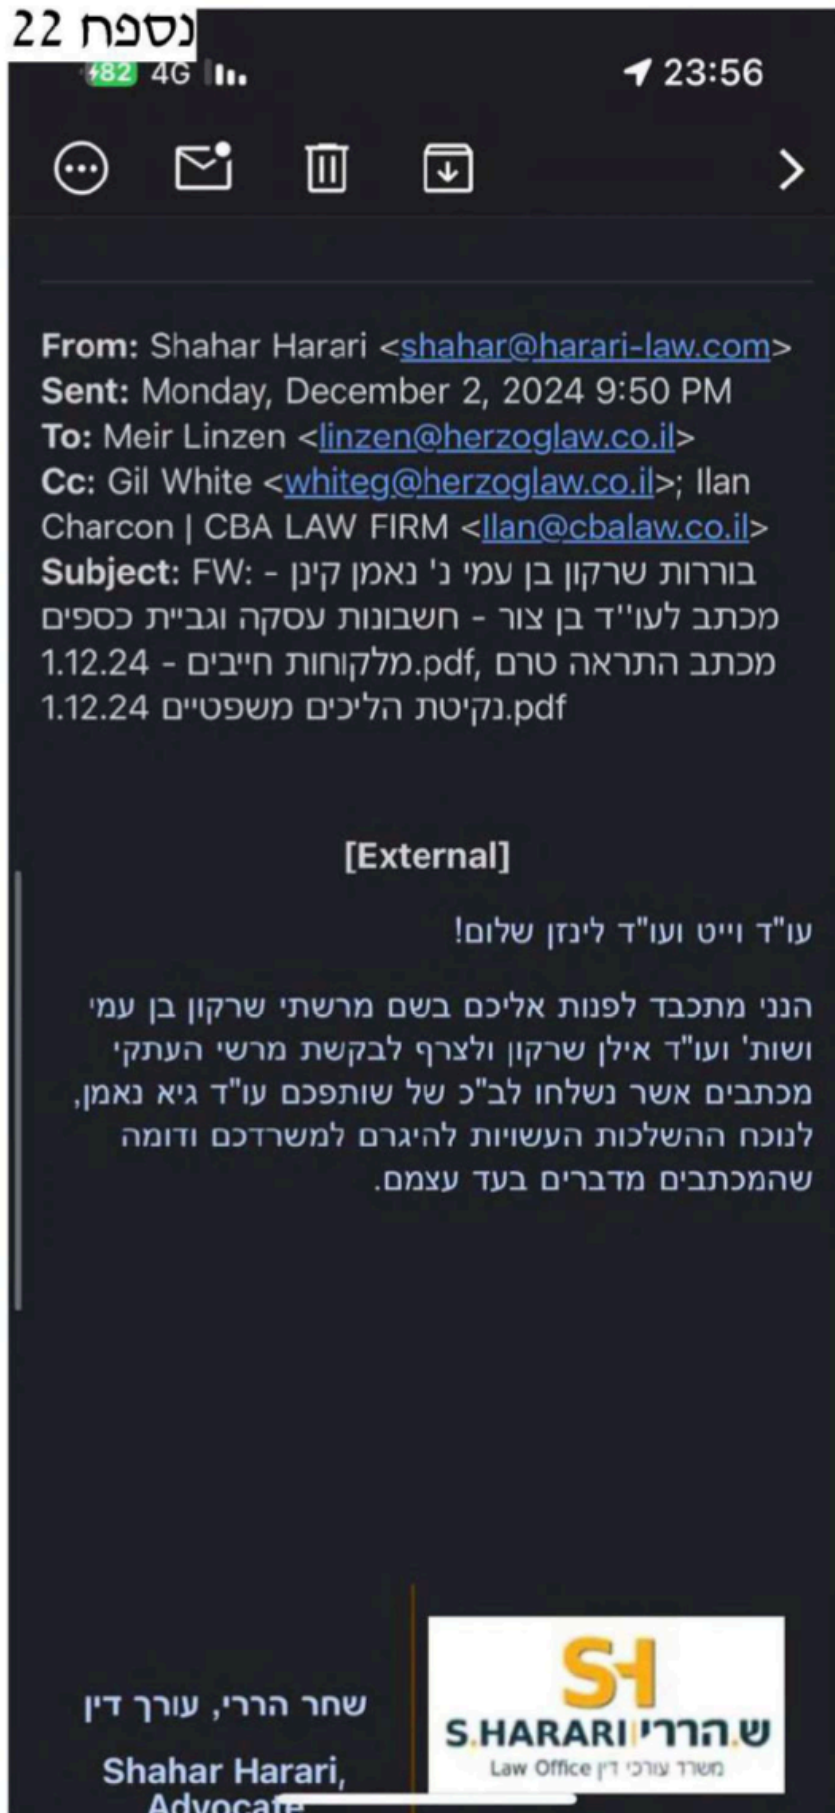 נספח 22
82 4G
23:56
From: Shahar Harari <shahar@harari-law.com>
Sent: Monday, December 2, 2024 9:50 PM
To: Meir Linzen <linzen@herzoglaw.co.il>
Cc: Gil White <whiteg@herzoglaw.co.il>; Ilan
Charcon | CBA LAW FIRM <Ilan@cbalaw.co.il>
Subject: FW: - בוררות שרקון בן עמי נ' נאמן קינן
מכתב לעו''ד בן צור - חשבונות עסקה וגביית כספים
מלקוחות חייבים - 1.12.24.pdf, מכתב התראה טרם
נקיטת הליכים משפטיים 1.12.24.pdf
[External]
עו"ד וייט ועו"ד לינזן שלום!
הנני מתכבד לפנות אליכם בשם מרשתי שרקון בן עמי
ושות' ועו"ד אילן שרקון ולצרף לבקשת מרשי העתקי
מכתבים אשר נשלחו לב"כ של שותפכם עו"ד גיא נאמן,
לנוכח ההשלכות העשויות להיגרם למשרדכם ודומה
שהמכתבים מדברים בעד עצמם.
שחר הררי, עורך דין
Shahar Harari,
Advocate
SH
S.HARARI ש.הררי
משרד עורכי דין Law Office